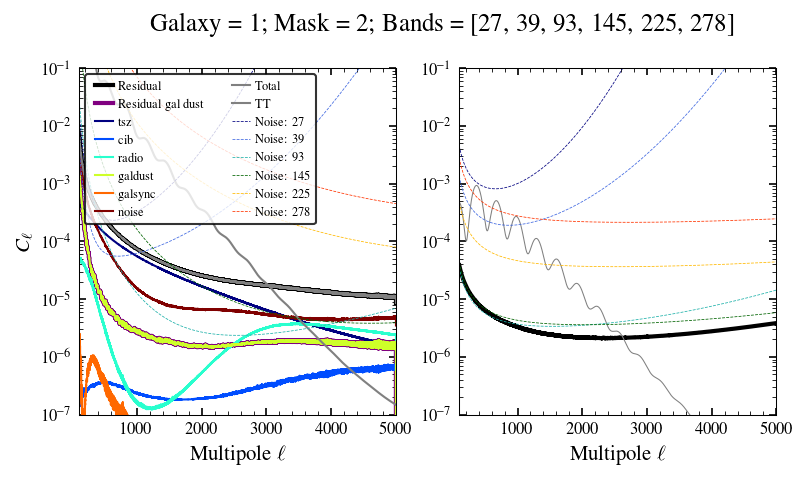 Galaxy = 1; Mask = 2; Bands = [27, 39, 93, 145, 225, 278]
10⁻¹
10⁻²
10⁻³
10⁻⁴
10⁻⁵
10⁻⁶
10⁻⁷
C_ℓ
Residual
Residual gal dust
tsz
cib
radio
galdust
galsync
noise
Total
TT
Noise: 27
Noise: 39
Noise: 93
Noise: 145
Noise: 225
Noise: 278
1000 2000 3000 4000 5000
Multipole ℓ
10⁻¹
10⁻²
10⁻³
10⁻⁴
10⁻⁵
10⁻⁶
10⁻⁷
1000 2000 3000 4000 5000
Multipole ℓ